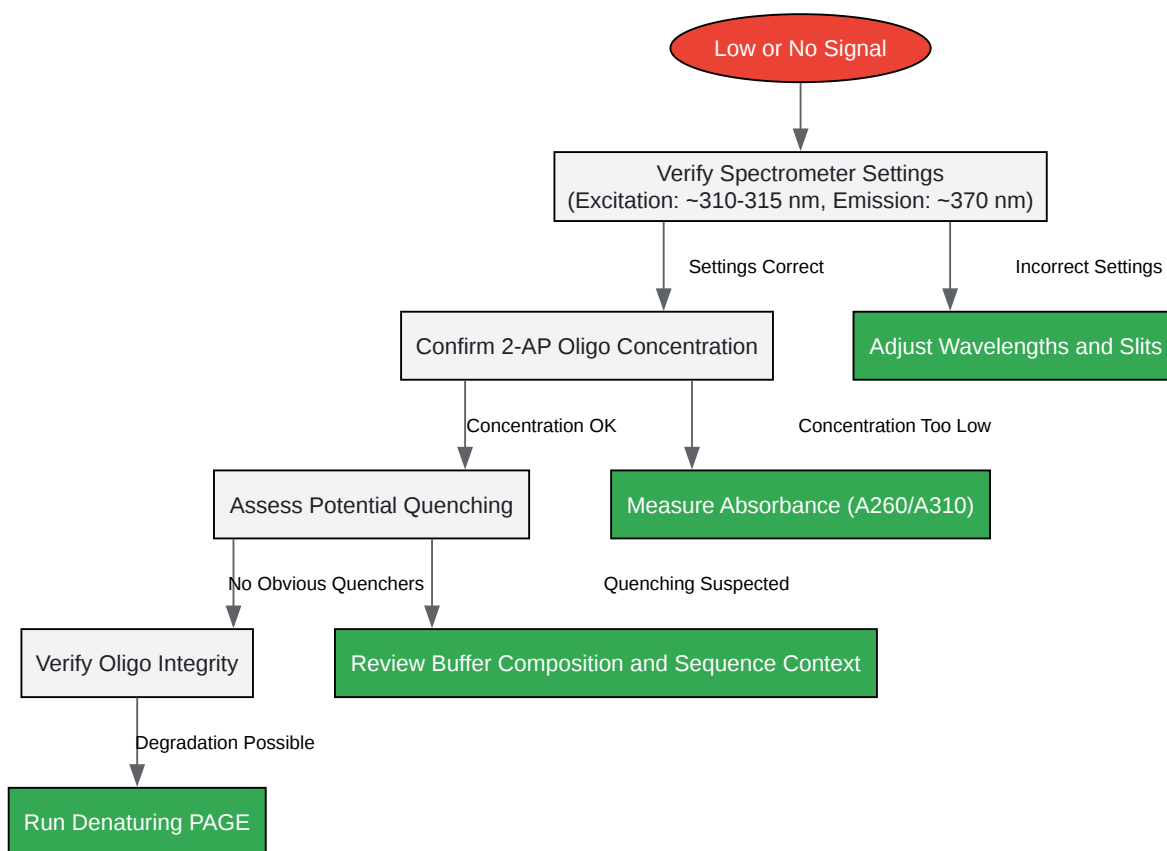 Low or No Signal
Verify Spectrometer Settings
(Excitation: ~310-315 nm, Emission: ~370 nm)
Settings Correct
Incorrect Settings
Confirm 2-AP Oligo Concentration
Adjust Wavelengths and Slits
Concentration OK
Concentration Too Low
Assess Potential Quenching
Measure Absorbance (A260/A310)
No Obvious Quenchers
Quenching Suspected
Verify Oligo Integrity
Review Buffer Composition and Sequence Context
Degradation Possible
Run Denaturing PAGE